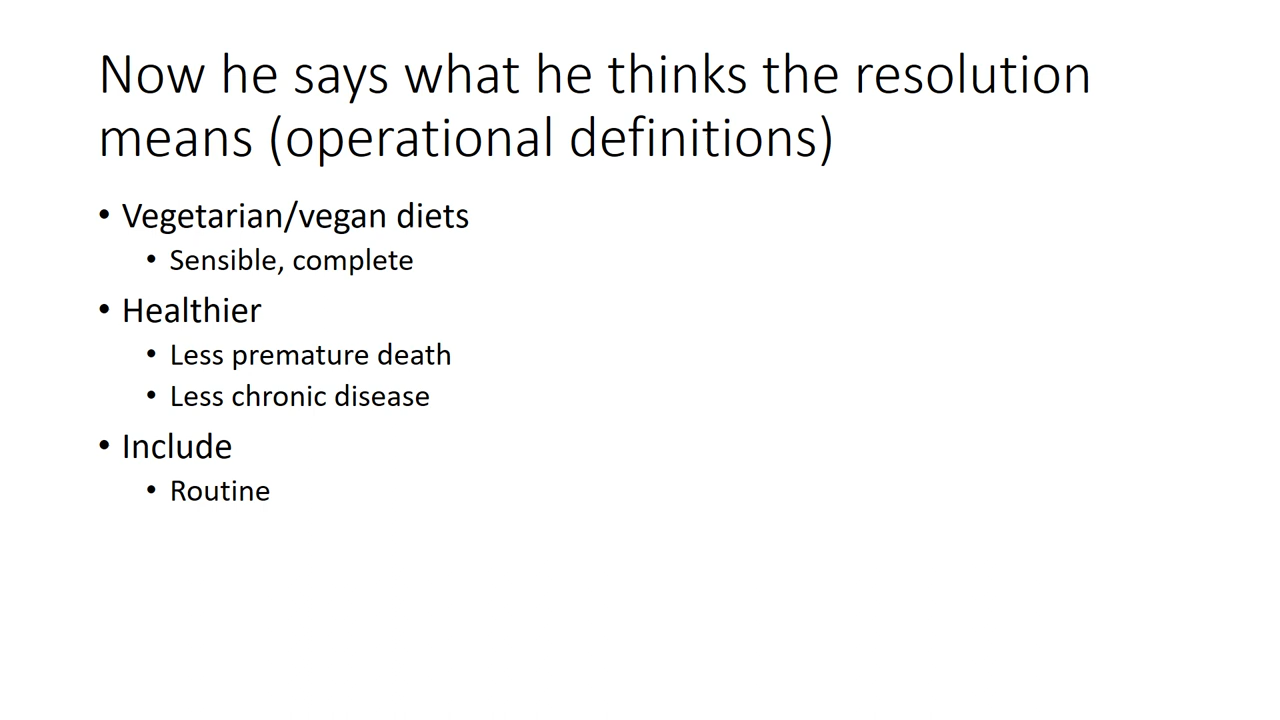 Now he says what he thinks the resolution
means (operational definitions)
• Vegetarian/vegan diets
• Sensible, complete
• Healthier
• Less premature death
• Less chronic disease
• Include
• Routine